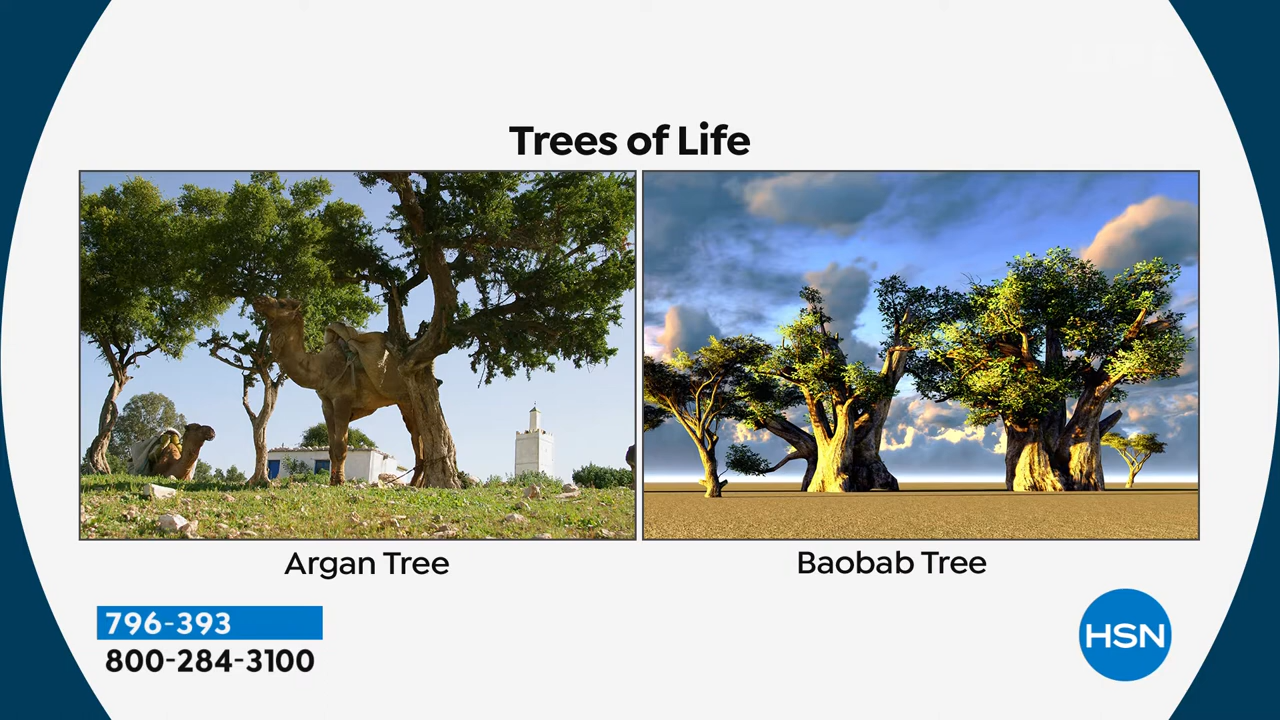 Trees of Life
Argan Tree
Baobab Tree
796-393
800-284-3100
HSN